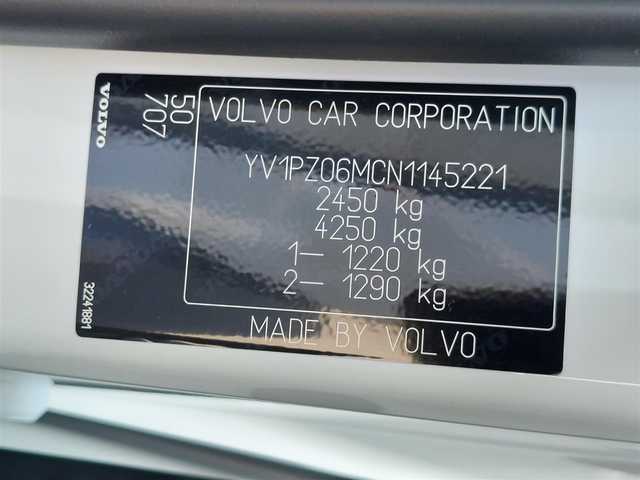 VOLVO
50
707
VOLVO CAR CORPORATION
YV1PZ06MCN1145221
2450 kg
4250 kg
1— 1220 kg
2— 1290 kg
MADE BY VOLVO
32241881